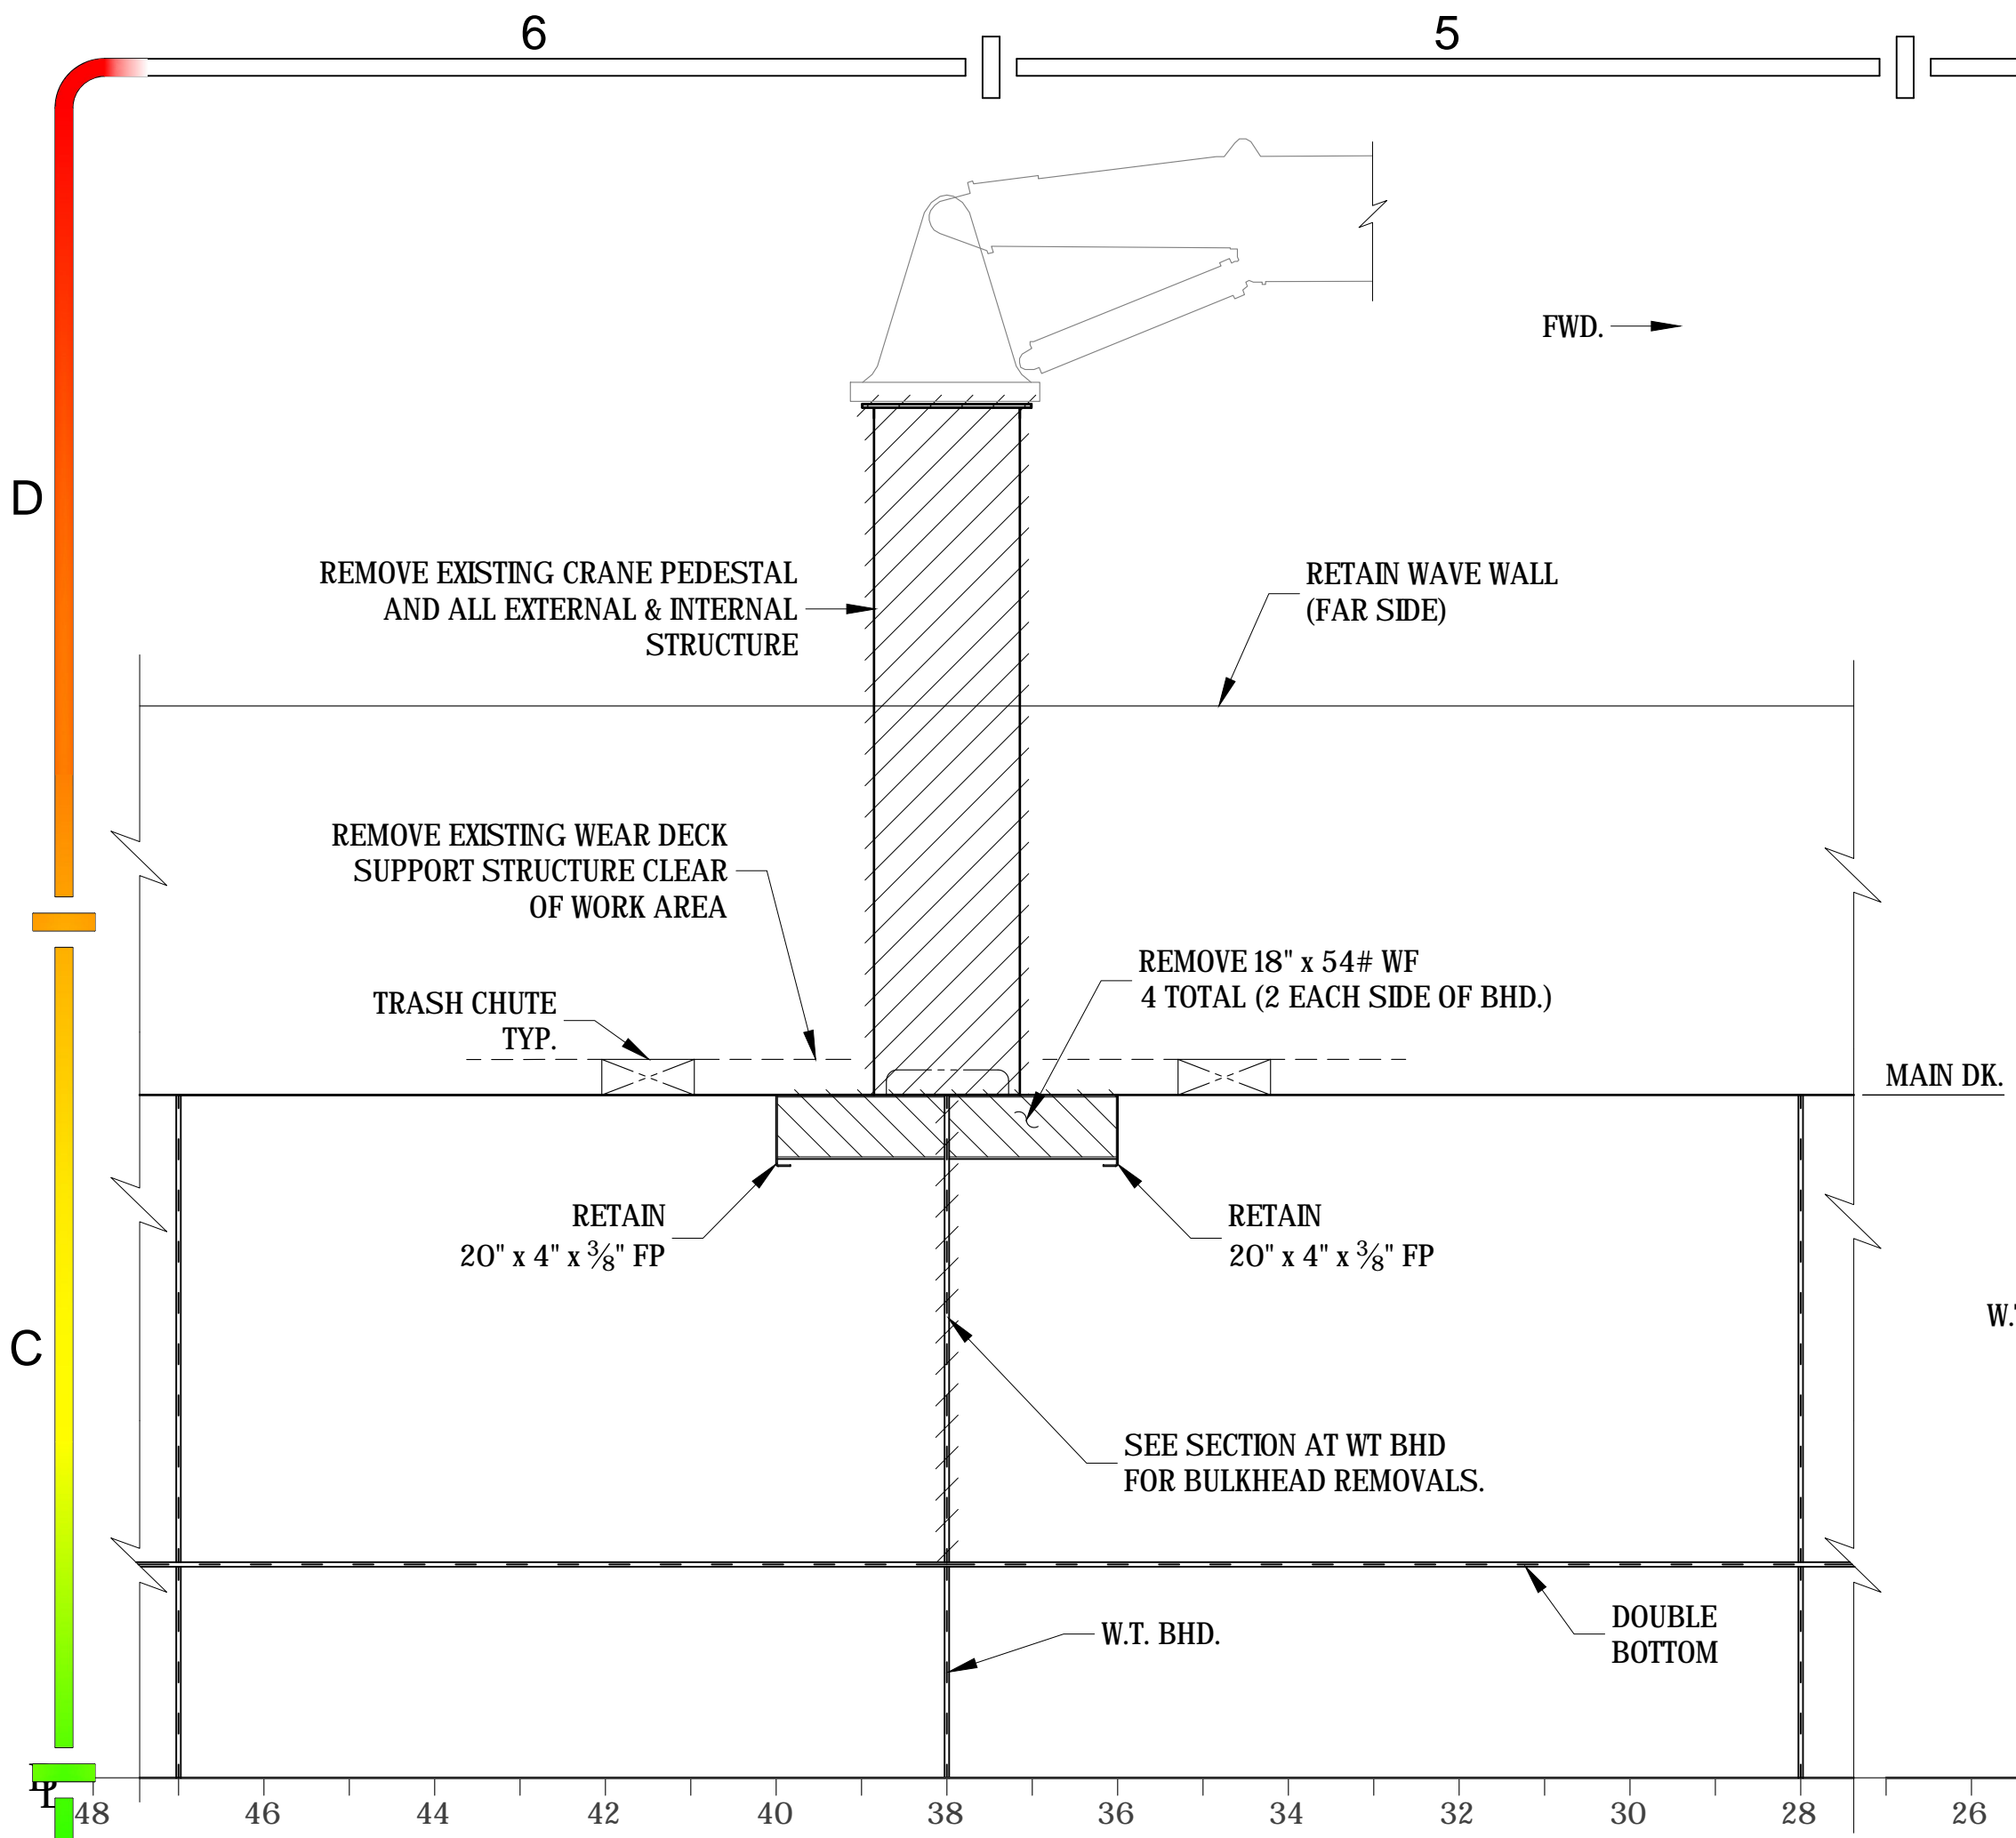 6
5
FWD.
D
REMOVE EXISTING CRANE PEDESTAL
AND ALL EXTERNAL & INTERNAL
STRUCTURE
RETAIN WAVE WALL
(FAR SIDE)
REMOVE EXISTING WEAR DECK
SUPPORT STRUCTURE CLEAR
OF WORK AREA
REMOVE 18" x 54# WF
4 TOTAL (2 EACH SIDE OF BHD.)
TRASH CHUTE
TYP.
MAIN DK.
RETAIN
20" x 4" x ⅜" FP
RETAIN
20" x 4" x ⅜" FP
C
SEE SECTION AT WT BHD
FOR BULKHEAD REMOVALS.
W.T. BHD.
DOUBLE
BOTTOM
48 46 44 42 40 38 36 34 32 30 28 26